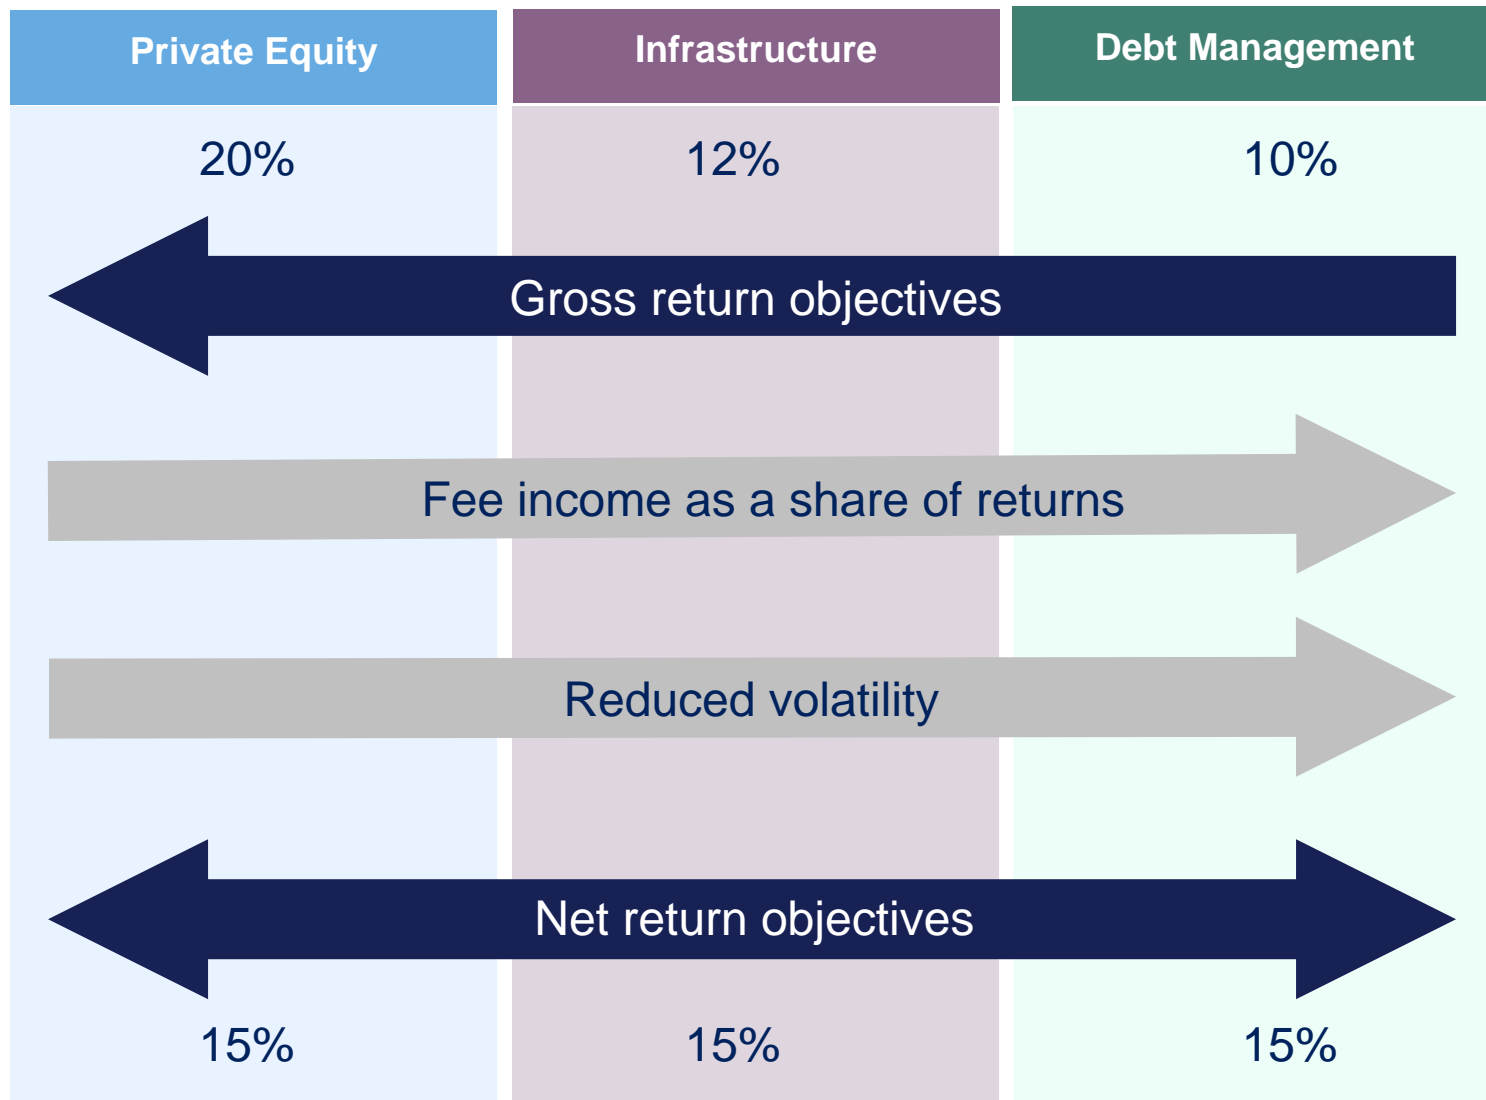 Private Equity
Infrastructure
Debt Management
20%
12%
10%
Gross return objectives
Fee income as a share of returns
Reduced volatility
Net return objectives
15%
15%
15%